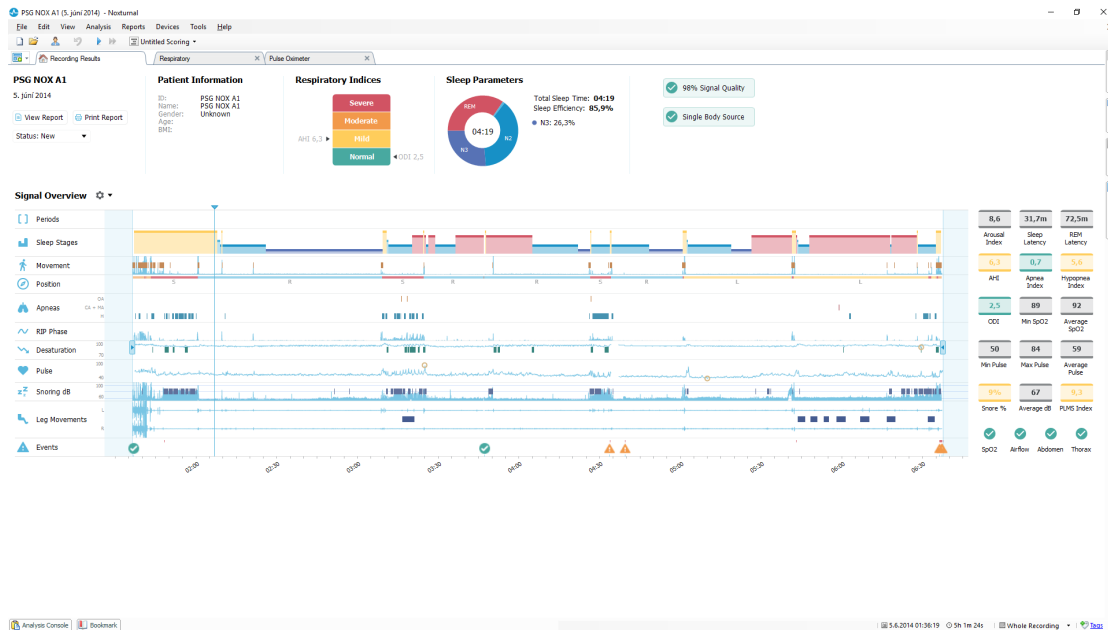 PSG NOX A1 (5. júní 2014) - Noxturnal
File Edit View Analysis Reports Devices Tools Help
Untitled Scoring
Recording Results Respiratory Pulse Oximeter
PSG NOX A1
5. júní 2014
View Report Print Report
Status: New
Patient Information
ID: PSG NOX A1
Name: PSG NOX A1
Gender: Unknown
Age:
BMI:
Respiratory Indices
Severe
Moderate
AHI 6,3 Mild
Normal ODI 2,5
Sleep Parameters
REM
04:19
N2
N3
Total Sleep Time: 04:19
Sleep Efficiency: 85,9%
N3: 26,3%
98% Signal Quality
Single Body Source
Signal Overview
Periods
Sleep Stages
Movement
Position
S R S R R S R L L
Apneas
RIP Phase
Desaturation
100
70
Pulse
Snoring dB
Leg Movements
L
R
Events
02:00 02:30 03:00 03:30 04:00 04:30 05:00 05:30 06:00 06:30
8,6 31,7m 72,5m
Arousal Index Sleep Latency REM Latency
6,3 0,7 5,6
AHI Apnea Index Hypopnea Index
2,5 89 92
ODI Min SpO2 Average SpO2
50 84 59
Min Pulse Max Pulse Average Pulse
9% 67 8,3
Snore % Average dB PLMS Index
SpO2 Airflow Abdomen Thorax
Analysis Console Bookmark
5.6.2014 01:36:19 5h 1m 24s Whole Recording Tags